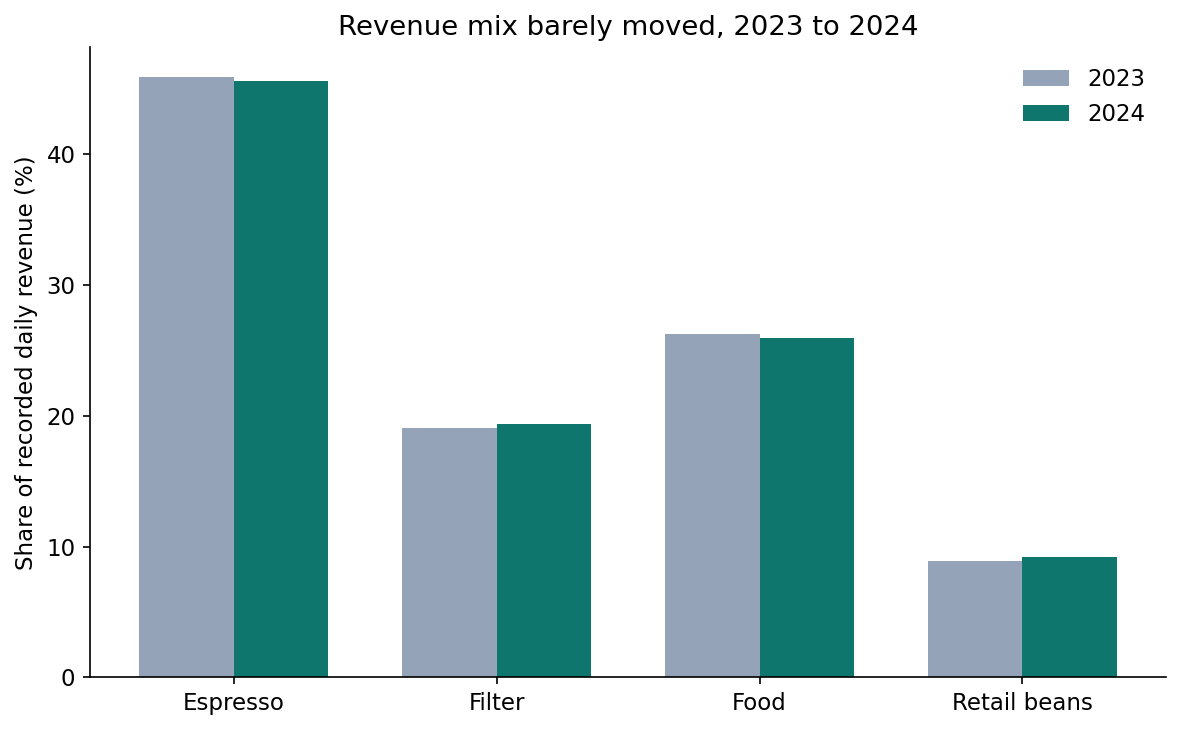 Revenue mix barely moved, 2023 to 2024
2023
2024
Share of recorded daily revenue (%)
40
30
20
10
0
Espresso
Filter
Food
Retail beans